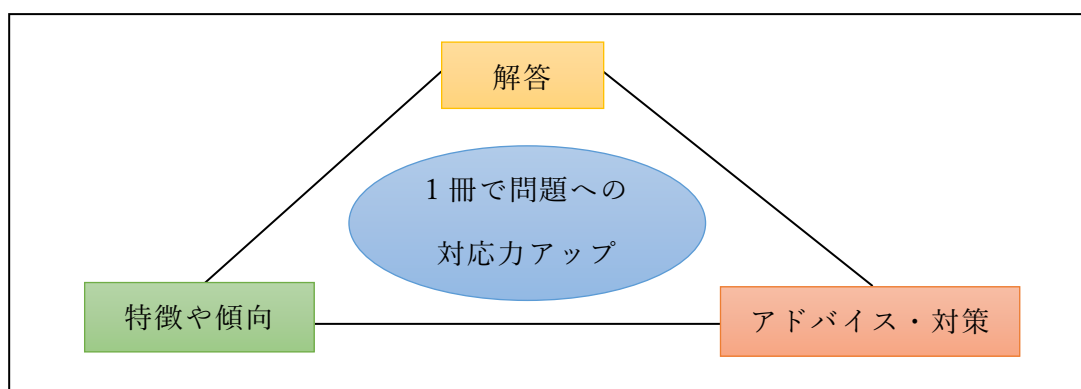 解答
1冊で問題への
対応力アップ
特徴や傾向
アドバイス・対策